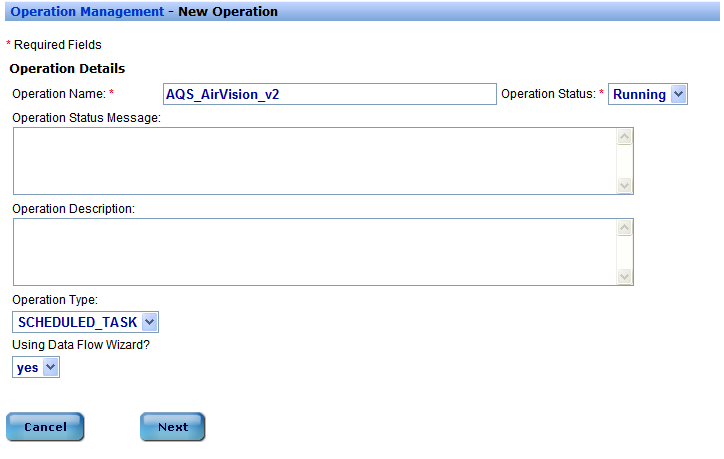 Operation Management - New Operation
* Required Fields
Operation Details
Operation Name: * AQS_AirVision_v2 Operation Status: * Running
Operation Status Message:
Operation Description:
Operation Type:
SCHEDULED_TASK
Using Data Flow Wizard?
yes
Cancel Next